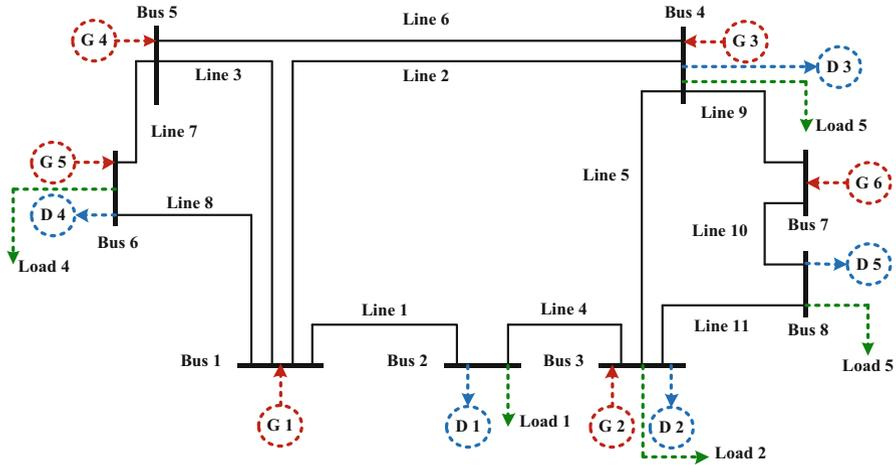 Bus 5
Line 6
Bus 4
G 4
G 3
Line 3
Line 2
D 3
Line 9
Load 5
Line 7
G 5
Line 5
G 6
D 4
Line 8
Bus 7
Bus 6
Line 10
Load 4
D 5
Line 1
Line 4
Line 11
Bus 8
Bus 1
Bus 2
Bus 3
Load 5
G 1
D 1
Load 1
G 2
D 2
Load 2